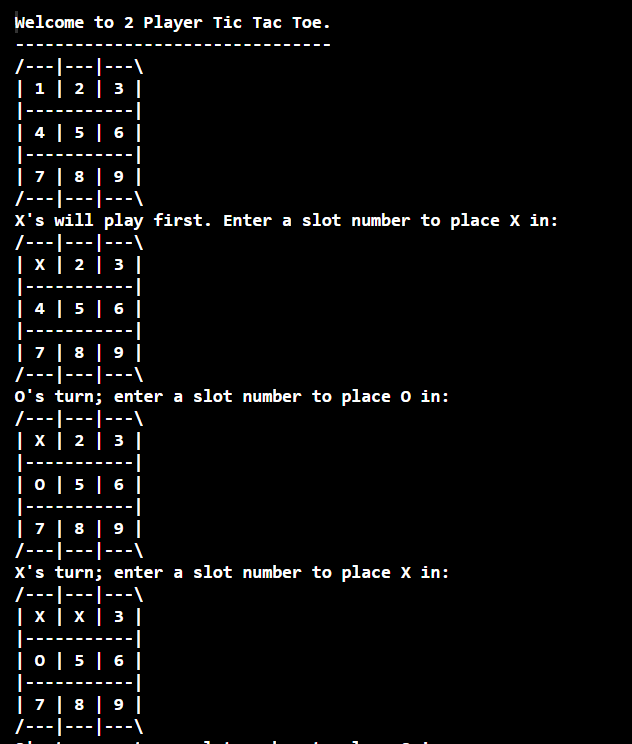 Welcome to 2 Player Tic Tac Toe.
--------------------------------
/---|---|---\
| 1 | 2 | 3 |
|-----------|
| 4 | 5 | 6 |
|-----------|
| 7 | 8 | 9 |
/---|---|---\
X's will play first. Enter a slot number to place X in:
/---|---|---\
| X | 2 | 3 |
|-----------|
| 4 | 5 | 6 |
|-----------|
| 7 | 8 | 9 |
/---|---|---\
O's turn; enter a slot number to place O in:
/---|---|---\
| X | 2 | 3 |
|-----------|
| O | 5 | 6 |
|-----------|
| 7 | 8 | 9 |
/---|---|---\
X's turn; enter a slot number to place X in:
/---|---|---\
| X | X | 3 |
|-----------|
| O | 5 | 6 |
|-----------|
| 7 | 8 | 9 |
/---|---|---\